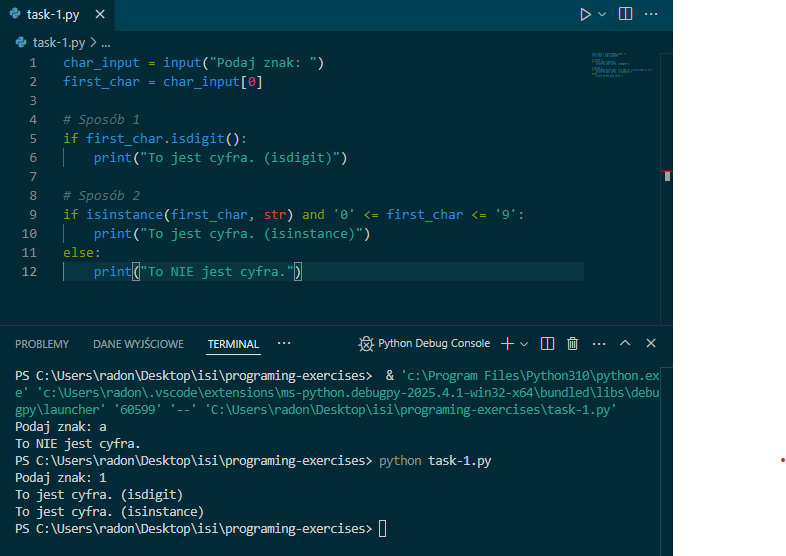 task-1.py
task-1.py > ...
1 char_input = input("Podaj znak: ")
2 first_char = char_input[0]
3
4 # Sposób 1
5 if first_char.isdigit():
6     print("To jest cyfra. (isdigit)")
7
8 # Sposób 2
9 if isinstance(first_char, str) and '0' <= first_char <= '9':
10     print("To jest cyfra. (isinstance)")
11 else:
12     print("To NIE jest cyfra.")
PROBLEMY DANE WYJŚCIOWE TERMINAL ... Python Debug Console
PS C:\Users\radon\Desktop\isi\programing-exercises>  & 'c:\Program Files\Python310\python.ex
e' 'c:\Users\radon\.vscode\extensions\ms-python.debugpy-2025.4.1-win32-x64\bundled\libs\debu
gpy\launcher' '60599' '--' 'C:\Users\radon\Desktop\isi\programing-exercises\task-1.py'
Podaj znak: a
To NIE jest cyfra.
PS C:\Users\radon\Desktop\isi\programing-exercises> python task-1.py
Podaj znak: 1
To jest cyfra. (isdigit)
To jest cyfra. (isinstance)
PS C:\Users\radon\Desktop\isi\programing-exercises>